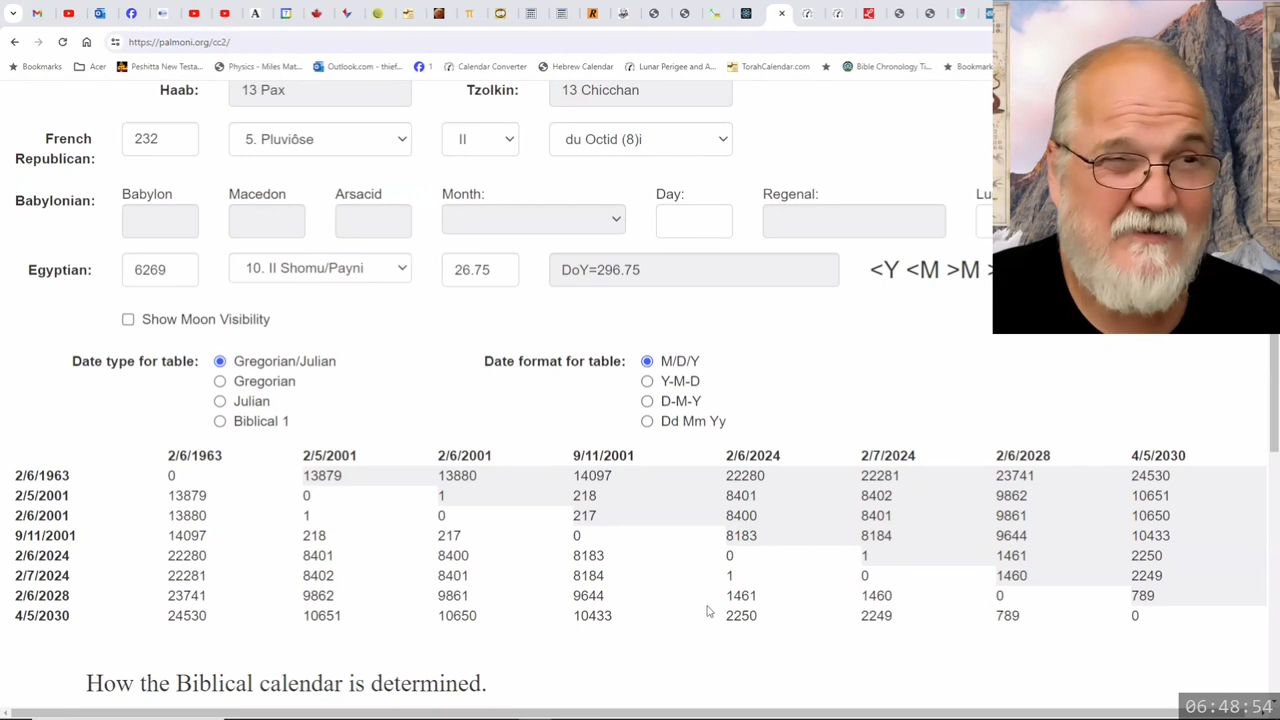 https://palmoni.org/cc2/
Bookmarks Acer Peshitta New Testa... Physics - Miles Mat... Outlook.com - thief... 1 Calendar Converter Hebrew Calendar Lunar Perigee and A... TorahCalendar.com Bible Chronology Ti... Bookmark
Haab: 13 Pax Tzolkin: 13 Chicchan
French Republican: 232 5. Pluviôse II du Octid (8)i
Babylon Macedon Arsacid Month: Day: Regenal: Lu
Babylonian:
Egyptian: 6269 10. II Shomu/Payni 26.75 DoY=296.75 <Y <M >M >
Show Moon Visibility
Date type for table: Gregorian/Julian Date format for table: M/D/Y
Gregorian Y-M-D
Julian D-M-Y
Biblical 1 Dd Mm Yy
2/6/1963 2/5/2001 2/6/2001 9/11/2001 2/6/2024 2/7/2024 2/6/2028 4/5/2030
2/6/1963 0 13879 13880 14097 22280 22281 23741 24530
2/5/2001 13879 0 1 218 8401 8402 9862 10651
2/6/2001 13880 1 0 217 8400 8401 9861 10650
9/11/2001 14097 218 217 0 8183 8184 9644 10433
2/6/2024 22280 8401 8400 8183 0 1 1461 2250
2/7/2024 22281 8402 8401 8184 1 0 1460 2249
2/6/2028 23741 9862 9861 9644 1461 1460 0 789
4/5/2030 24530 10651 10650 10433 2250 2249 789 0
How the Biblical calendar is determined.
06:48:54